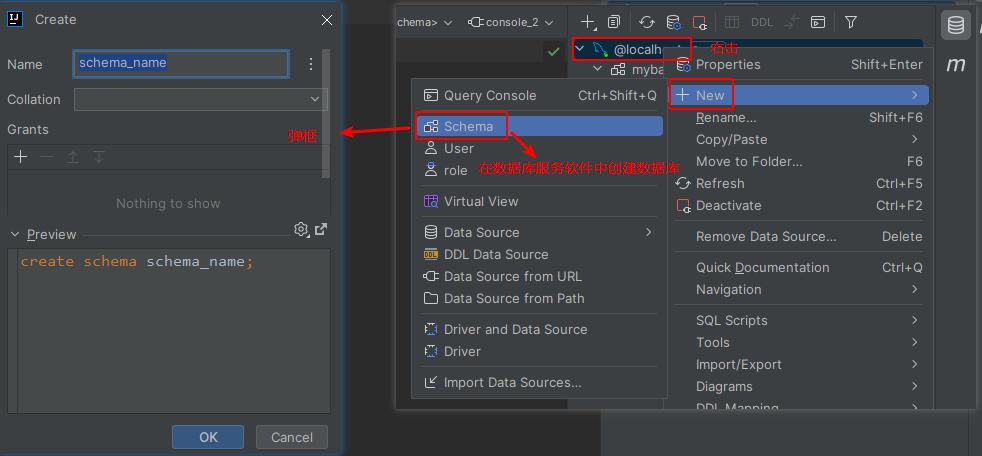 Create
Name
schema_name
Collation
Grants
Nothing to show
Preview
create schema schema_name;
OK
Cancel
弹框
chema>
console_2
DDL
@localhost
右击
myba
Query Console Ctrl+Shift+Q
Schema
User
role
在数据库服务软件中创建数据库
Virtual View
Data Source
DDL Data Source
Data Source from URL
Data Source from Path
Driver and Data Source
Driver
Import Data Sources...
Properties Shift+Enter
New
Rename... Shift+F6
Copy/Paste
Move to Folder... F6
Refresh Ctrl+F5
Deactivate Ctrl+F2
Remove Data Source... Delete
Quick Documentation Ctrl+Q
Navigation
SQL Scripts
Tools
Import/Export
Diagrams
DDL Mapping
m